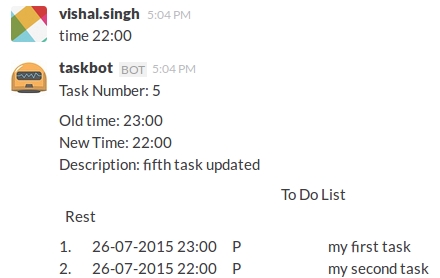 vishal.singh 5:04 PM
time 22:00
taskbot BOT 5:04 PM
Task Number: 5
Old time: 23:00
New Time: 22:00
Description: fifth task updated
To Do List
Rest
1. 26-07-2015 23:00 P my first task
2. 26-07-2015 22:00 P my second task